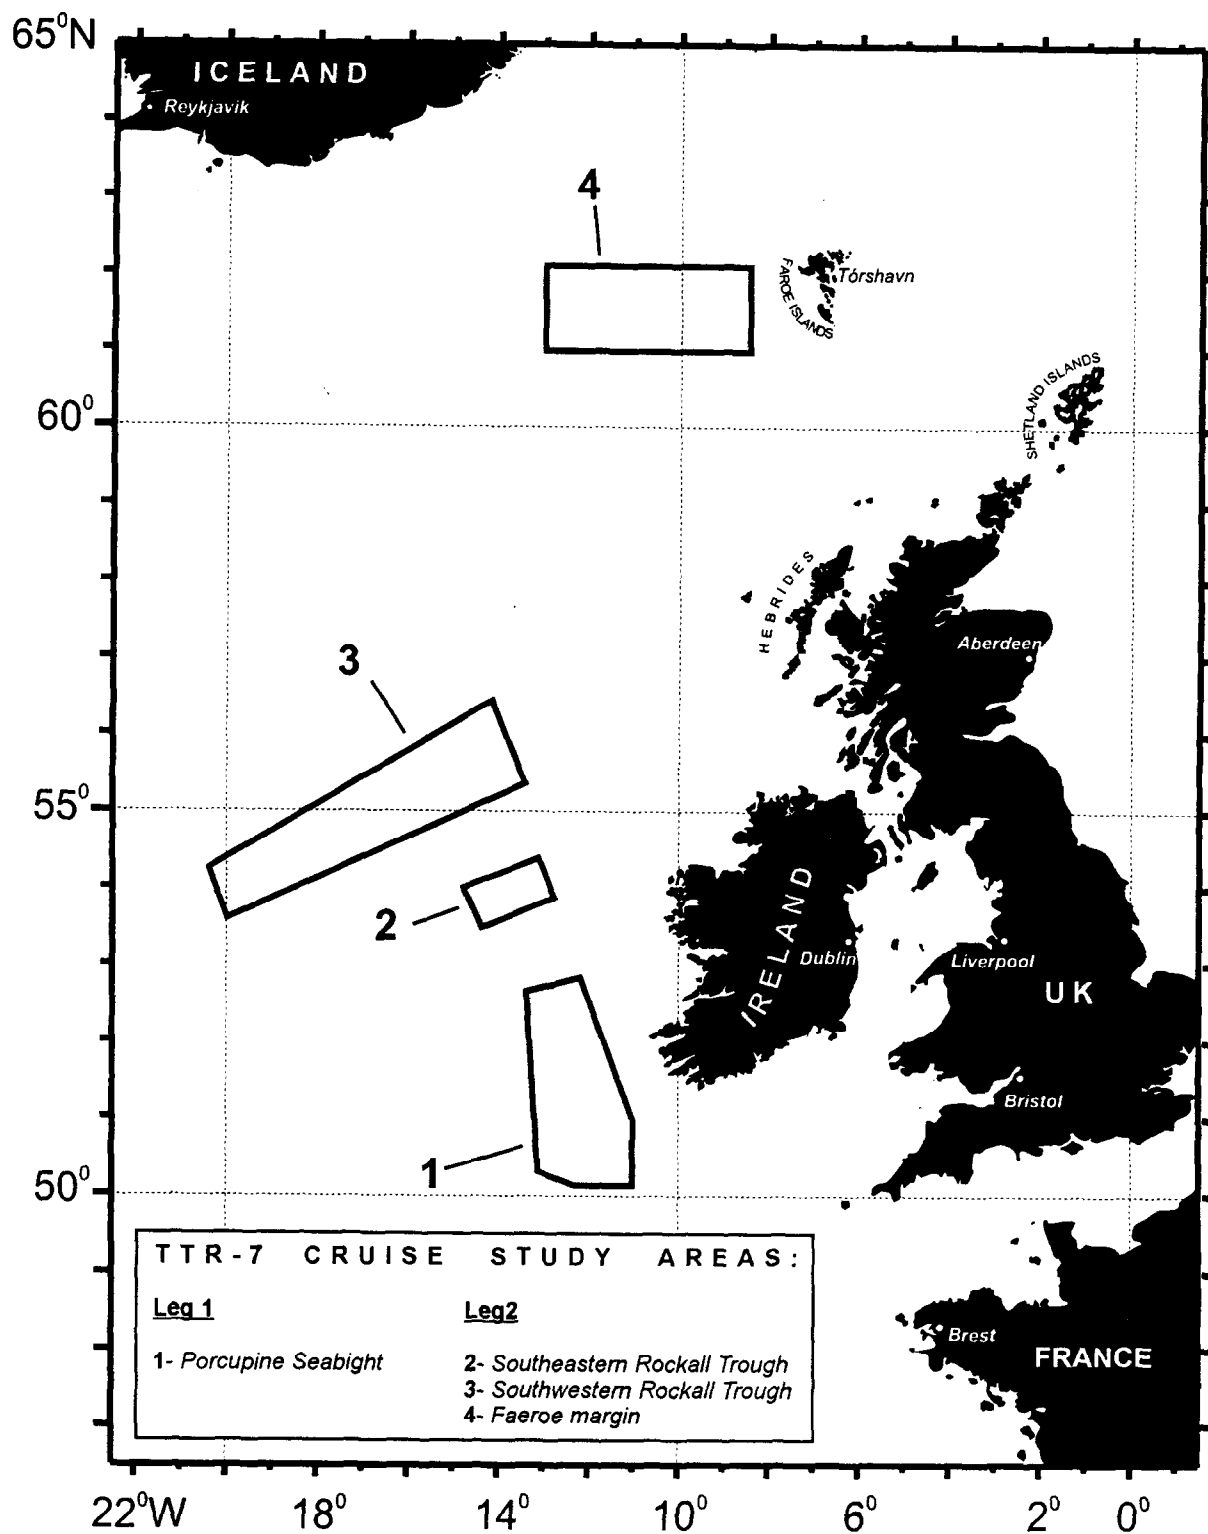 65⁰N
ICELAND
Reykjavik
4
FAROE ISLANDS
Tórshavn
SHETLAND ISLANDS
60⁰
HEBRIDES
3
Aberdeen
55⁰
2
IRELAND
Dublin
Liverpool
UK
Bristol
1
50⁰
TTR-7 CRUISE STUDY AREAS:
Leg 1
Leg2
1- Porcupine Seabight
2- Southeastern Rockall Trough
3- Southwestern Rockall Trough
4- Faeroe margin
Brest
FRANCE
22⁰W 18⁰ 14⁰ 10⁰ 6⁰ 2⁰ 0⁰